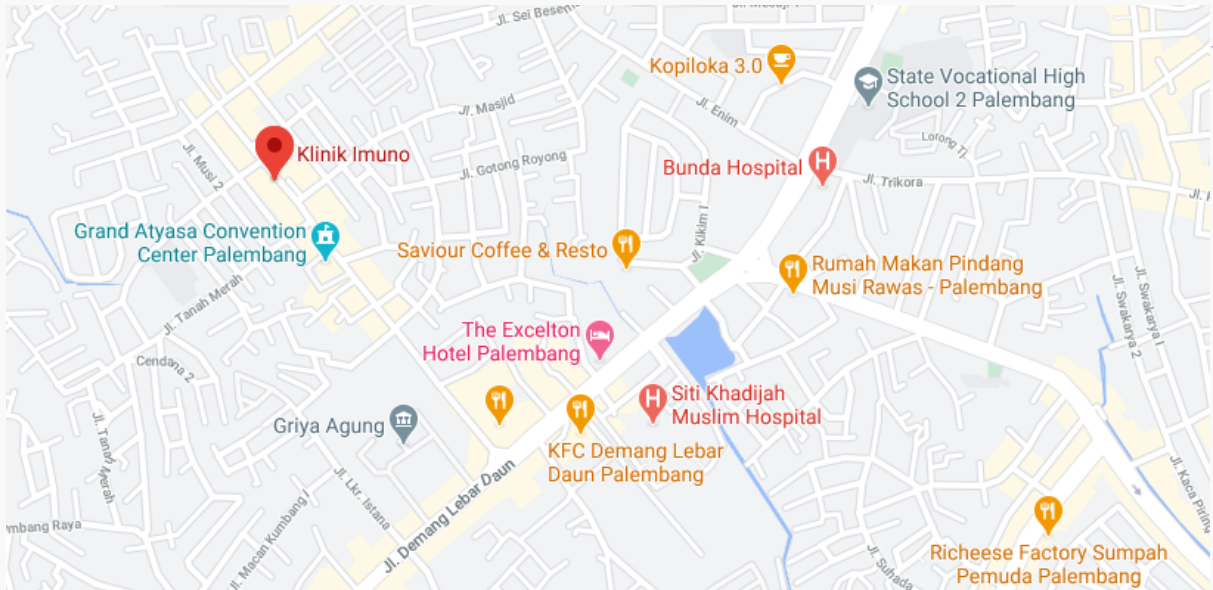 Jl. Sei Besem
Kopiloka 3.0
State Vocational High
School 2 Palembang
Jl. Masjid
Jl. Enim
Lorong Tj.
Klinik Imuno
Jl. Musi 2
Jl. Gotong Royong
Bunda Hospital
Jl. Trikora
Grand Atyasa Convention
Center Palembang
Saviour Coffee & Resto
Jl. Kikim I
Rumah Makan Pindang
Musi Rawas - Palembang
Jl. Tanah Merah
Jl. Swakarya 2
Jl. Swakarya I
The Excelton
Hotel Palembang
Cendana 2
Siti Khadijah
Muslim Hospital
Griya Agung
Jl. Tanah Merah
KFC Demang Lebar
Daun Palembang
Jl. Demang Lebar Daun
Jl. Lkr. Istana
Jl. Macan Kumbang I
mbang Raya
Jl. Kaca Piring
Richeese Factory Sumpah
Pemuda Palembang
Jl. Suhada